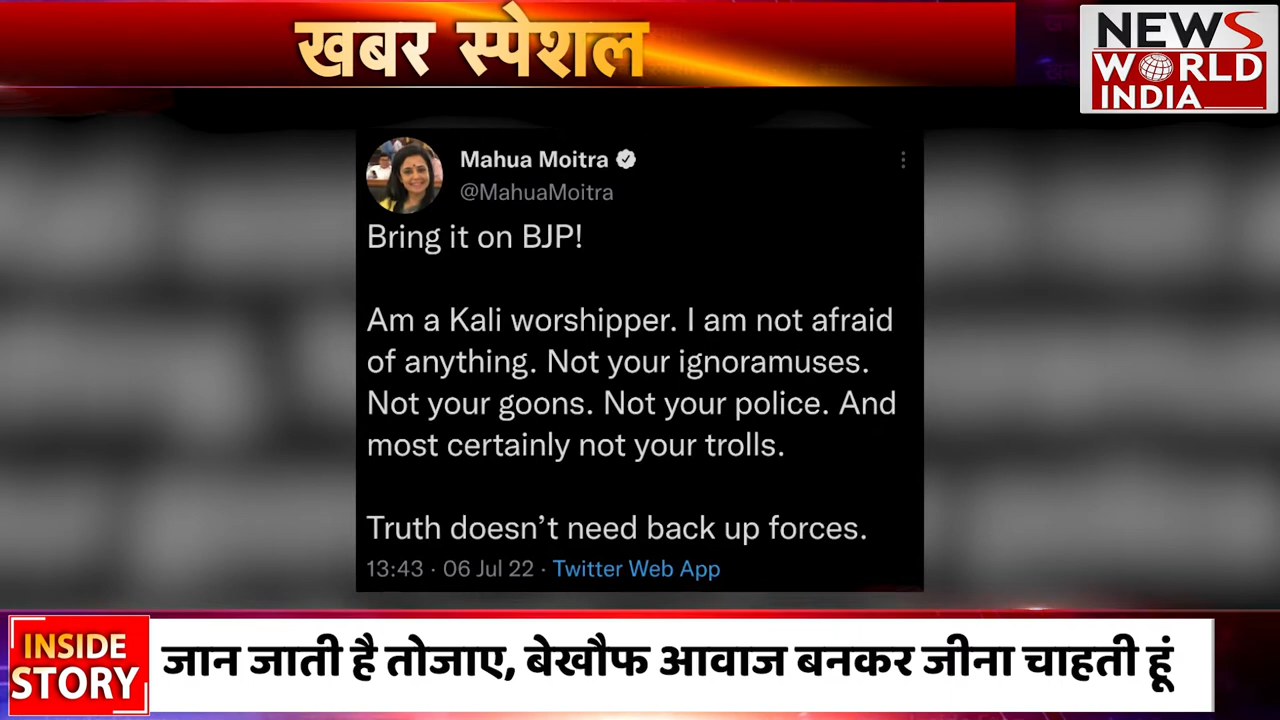 खबर स्पेशल
NEWS
WORLD
INDIA
Mahua Moitra
@MahuaMoitra
Bring it on BJP!
Am a Kali worshipper. I am not afraid
of anything. Not your ignoramuses.
Not your goons. Not your police. And
most certainly not your trolls.
Truth doesn’t need back up forces.
13:43 · 06 Jul 22 · Twitter Web App
INSIDE
STORY
जान जाती है तोजाए, बेखौफ आवाज बनकर जीना चाहती हूं